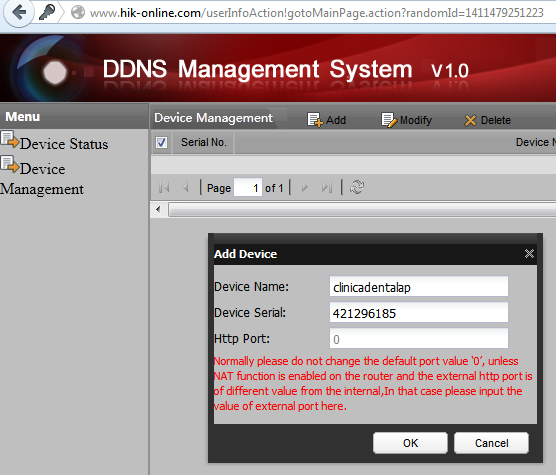 www.hik-online.com/userInfoAction!gotoMainPage.action?randomId=1411479251223
DDNS Management System V1.0
Menu
Device Status
Device
Management
Device Management
Add
Modify
Delete
Serial No.
Device N
Page 1 of 1
Add Device
Device Name: clinicadentalap
Device Serial: 421296185
Http Port: 0
Normally please do not change the default port value '0', unless
NAT function is enabled on the router and the external http port is
of different value from the internal,In that case please input the
value of external port here.
OK
Cancel